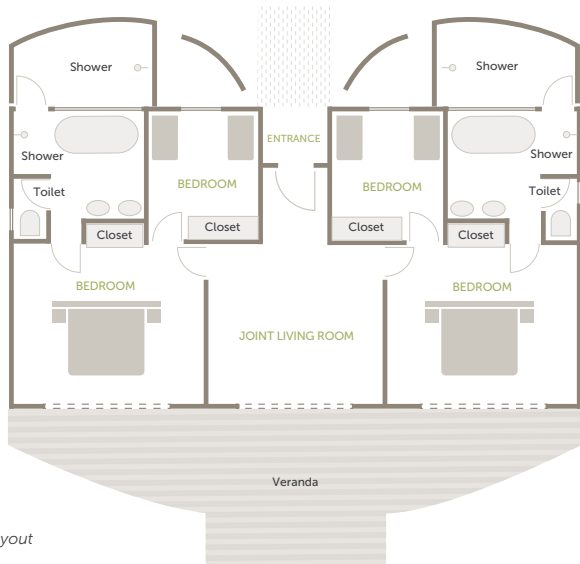 Shower
Shower
ENTRANCE
Shower
Shower
BEDROOM
BEDROOM
Toilet
Toilet
Closet
Closet
Closet
Closet
BEDROOM
BEDROOM
JOINT LIVING ROOM
Veranda
yout